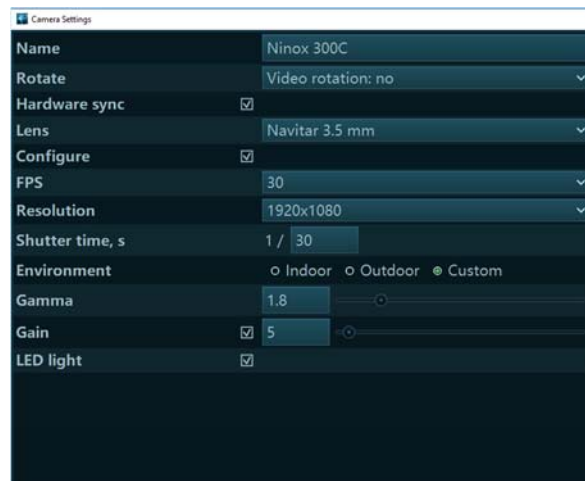 Camera Settings
Name Ninox 300C
Rotate Video rotation: no
Hardware sync
Lens Navitar 3.5 mm
Configure
FPS 30
Resolution 1920x1080
Shutter time, s 1 / 30
Environment Indoor Outdoor Custom
Gamma 1.8
Gain 5
LED light